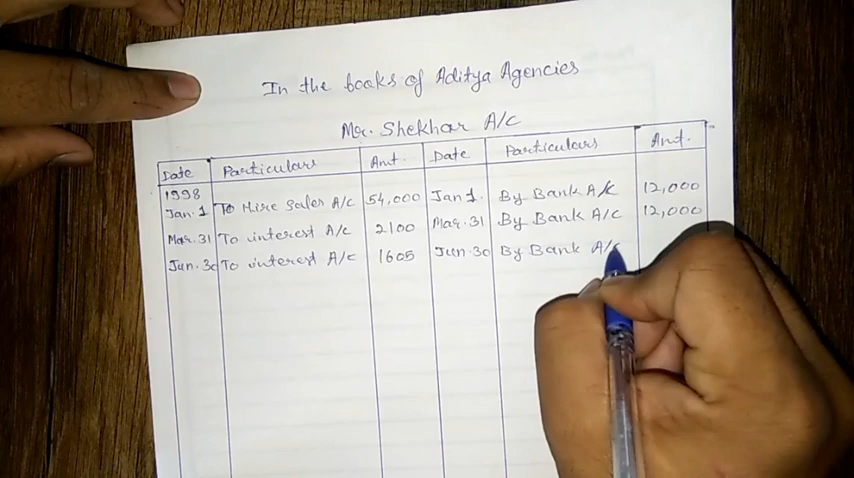 In the books of Aditya Agencies
Mr. Shekhar A/C
Date Particulars Amt. Date Particulars Amt.
1998
Jan. 1 To Hire Sales A/C 54,000 Jan 1. By Bank A/c 12,000
Mar. 31 To interest A/C 2100 Mar. 31 By Bank A/C 12,000
Jun. 30 To interest A/C 1605 Jun. 30 By Bank A/c